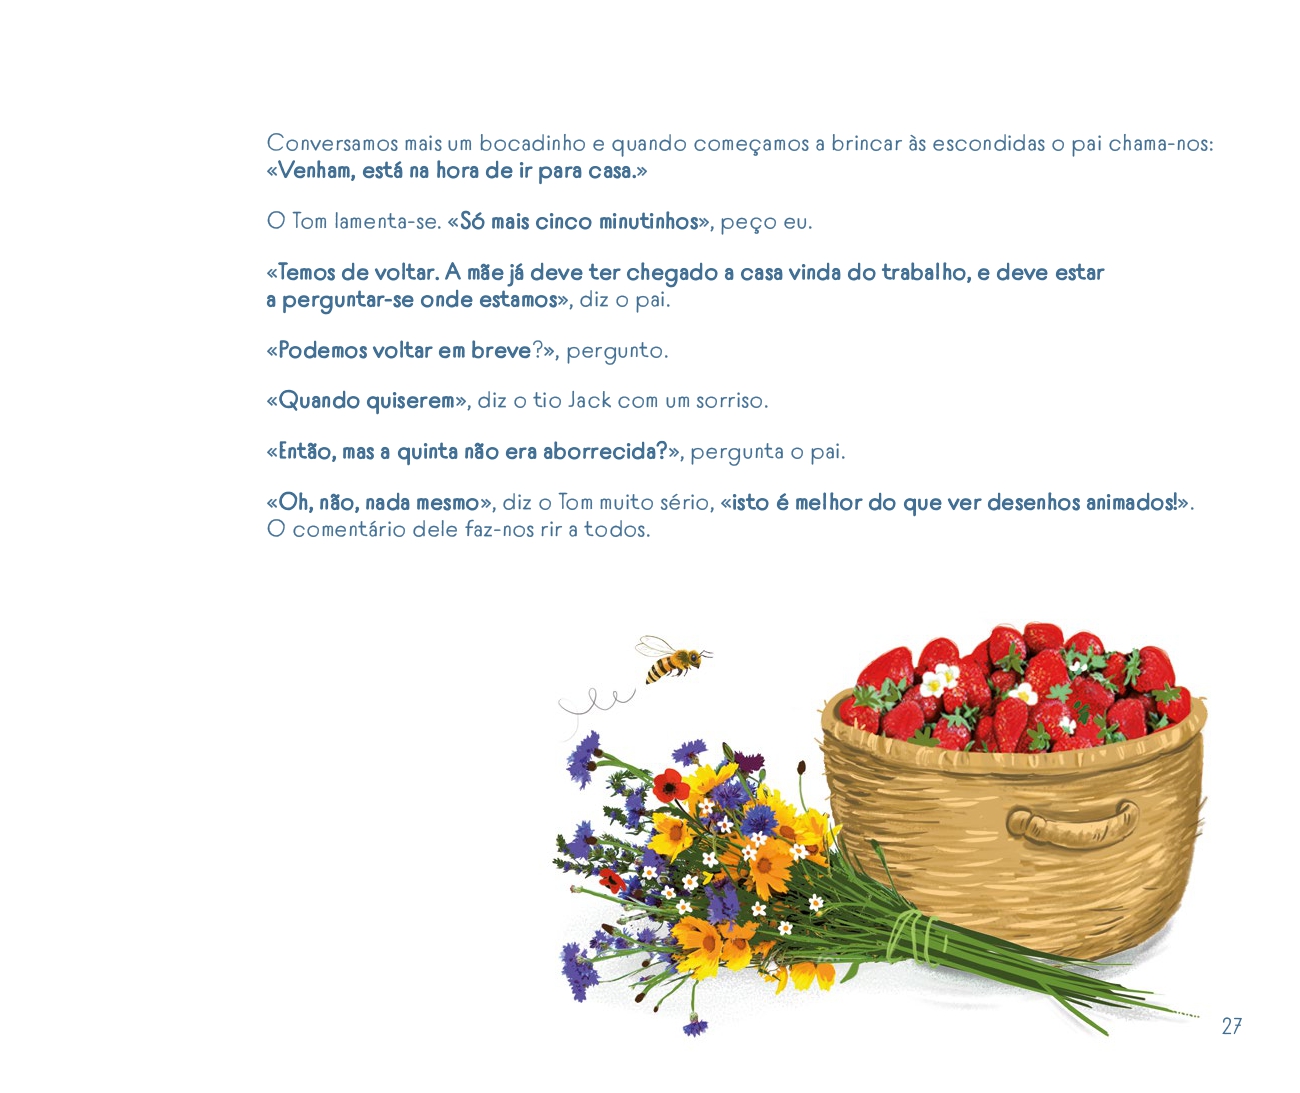 Conversamos mais um bocadinho e quando começamos a brincar às escondidas o pai chama-nos:
«Venham, está na hora de ir para casa.»
O Tom lamenta-se. «Só mais cinco minutinhos», peço eu.
«Temos de voltar. A mãe já deve ter chegado a casa vinda do trabalho, e deve estar
a perguntar-se onde estamos», diz o pai.
«Podemos voltar em breve?», pergunto.
«Quando quiserem», diz o tio Jack com um sorriso.
«Então, mas a quinta não era aborrecida?», pergunta o pai.
«Oh, não, nada mesmo», diz o Tom muito sério, «isto é melhor do que ver desenhos animados!».
O comentário dele faz-nos rir a todos.
27